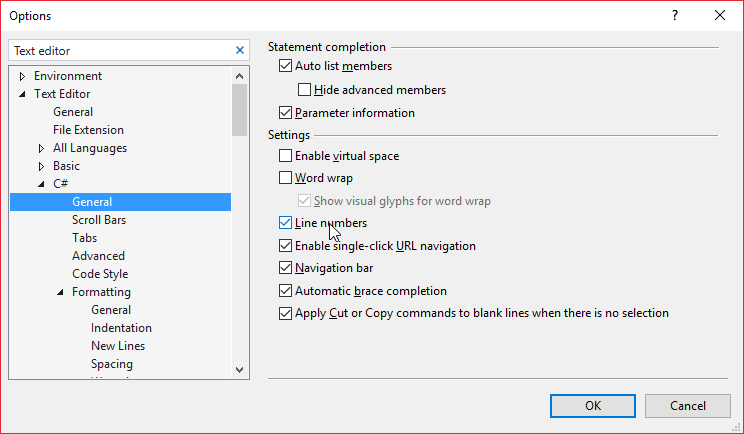 Options
Text editor
Environment
Text Editor
General
File Extension
All Languages
Basic
C#
General
Scroll Bars
Tabs
Advanced
Code Style
Formatting
General
Indentation
New Lines
Spacing
Statement completion
Auto list members
Hide advanced members
Parameter information
Settings
Enable virtual space
Word wrap
Show visual glyphs for word wrap
Line numbers
Enable single-click URL navigation
Navigation bar
Automatic brace completion
Apply Cut or Copy commands to blank lines when there is no selection
OK
Cancel